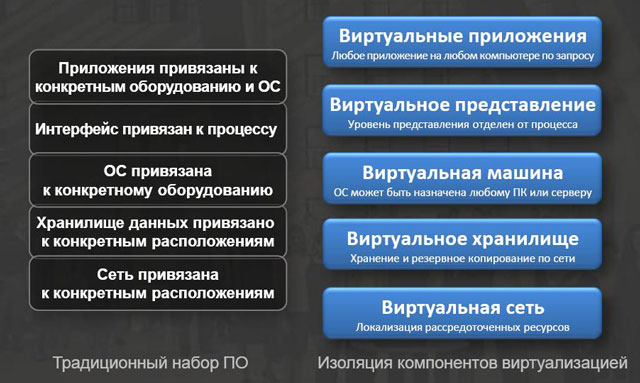 Приложения привязаны к
конкретным оборудованию и ОС
Интерфейс привязан к процессу
ОС привязана
к конкретному оборудованию
Хранилище данных привязано
к конкретным расположениям
Сеть привязана
к конкретным расположениям
Традиционный набор ПО
Виртуальные приложения
Любое приложение на любом компьютере по запросу
Виртуальное представление
Уровень представления отделен от процесса
Виртуальная машина
ОС может быть назначена любому ПК или серверу
Виртуальное хранилище
Хранение и резервное копирование по сети
Виртуальная сеть
Локализация рассредоточенных ресурсов
Изоляция компонентов виртуализацией